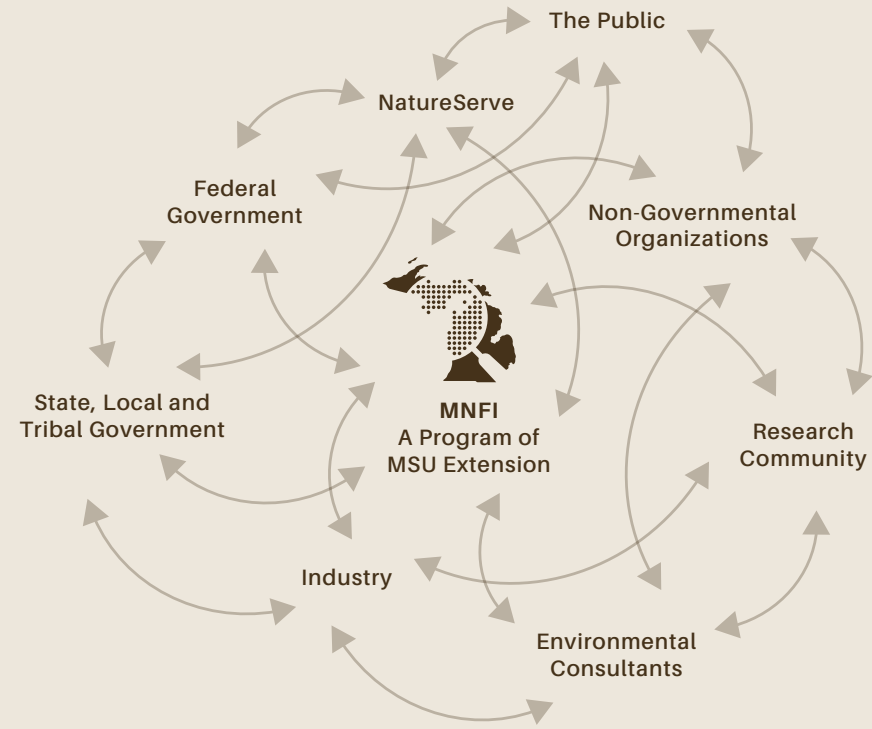 The Public
NatureServe
Federal
Government
Non-Governmental
Organizations
State, Local and
Tribal Government
MNFI
A Program of
MSU Extension
Research
Community
Industry
Environmental
Consultants